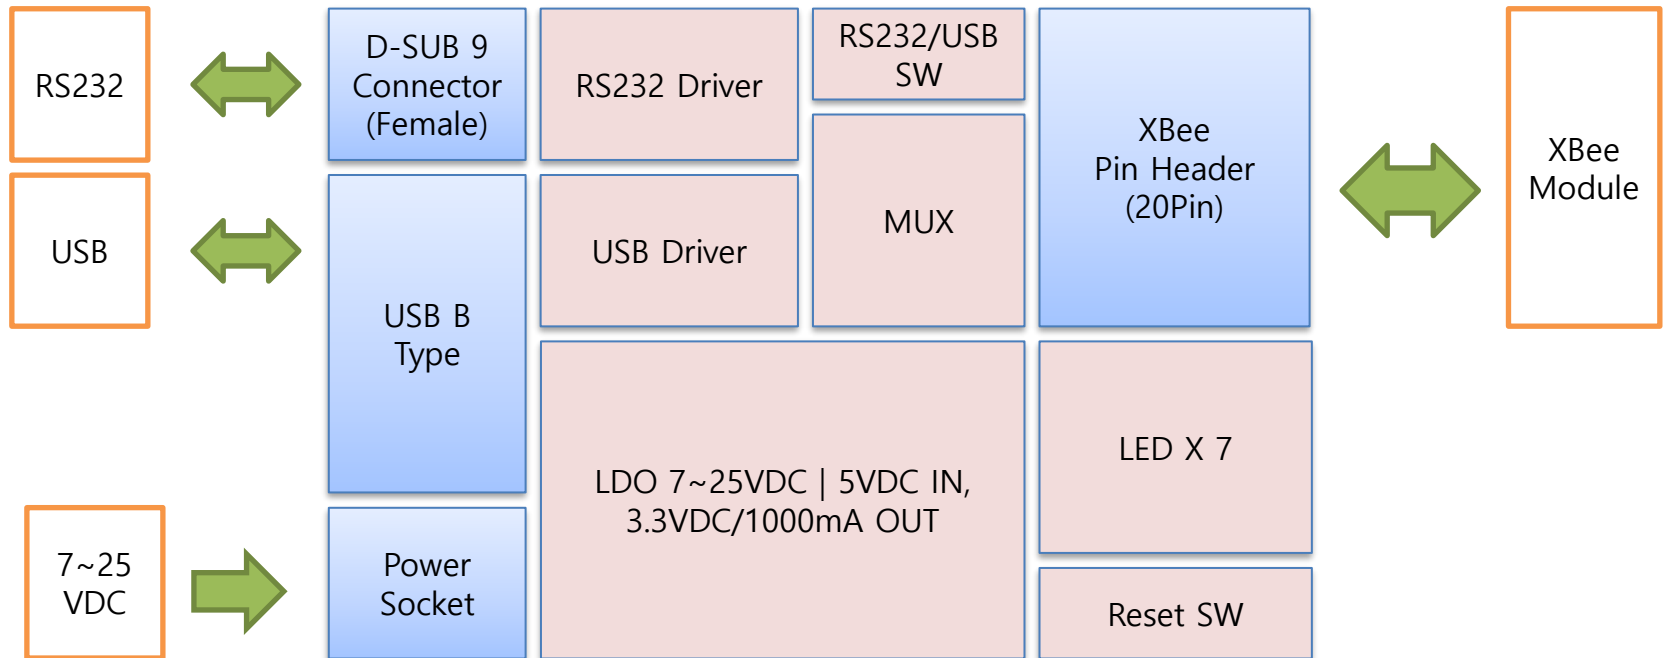 RS232
D-SUB 9
Connector
(Female)
RS232 Driver
RS232/USB
SW
XBee
Pin Header
(20Pin)
XBee
Module
USB
USB B
Type
USB Driver
MUX
LDO 7~25VDC | 5VDC IN,
3.3VDC/1000mA OUT
LED X 7
7~25
VDC
Power
Socket
Reset SW